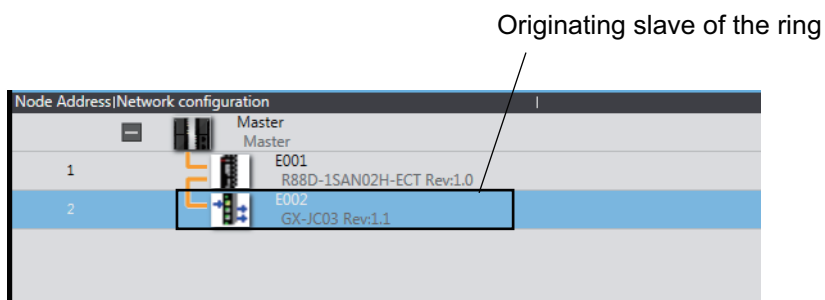 Originating slave of the ring
Node Address|Network configuration
Master
Master
1
E001
R88D-1SAN02H-ECT Rev:1.0
2
E002
GX-JC03 Rev:1.1